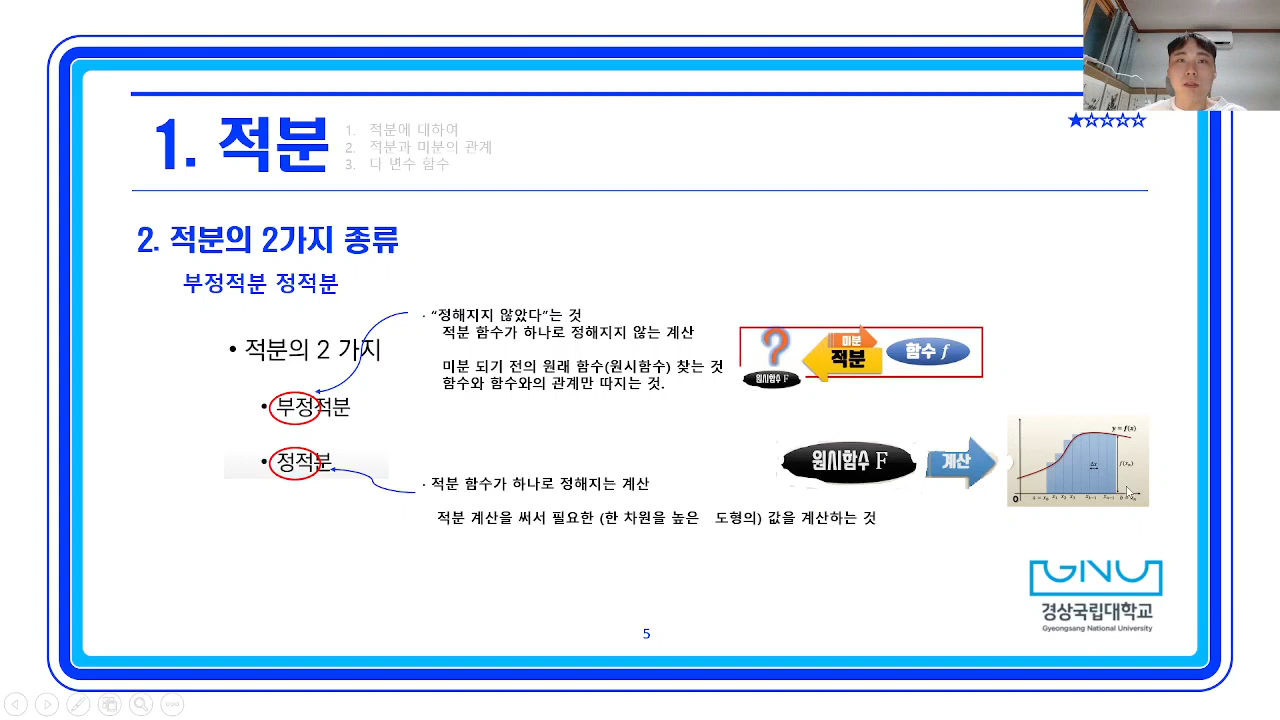 1. 적분
1. 적분에 대하여
2. 적분과 미분의 관계
3. 다 변수 함수
★☆☆☆☆
2. 적분의 2가지 종류
부정적분 정적분
• 적분의 2 가지
• 부정적분
• 정적분
· “정해지지 않았다”는 것
적분 함수가 하나로 정해지지 않는 계산
미분 되기 전의 원래 함수(원시함수) 찾는 것
함수와 함수와의 관계만 따지는 것.
?
원시함수 F
미분
적분
함수 f
· 적분 함수가 하나로 정해지는 계산
적분 계산을 써서 필요한 (한 차원을 높은 도형의) 값을 계산하는 것
원시함수 F
계산
y = f(x)
Δx
f(xₙ)
O
GNU
경상국립대학교
Gyeongsang National University
5